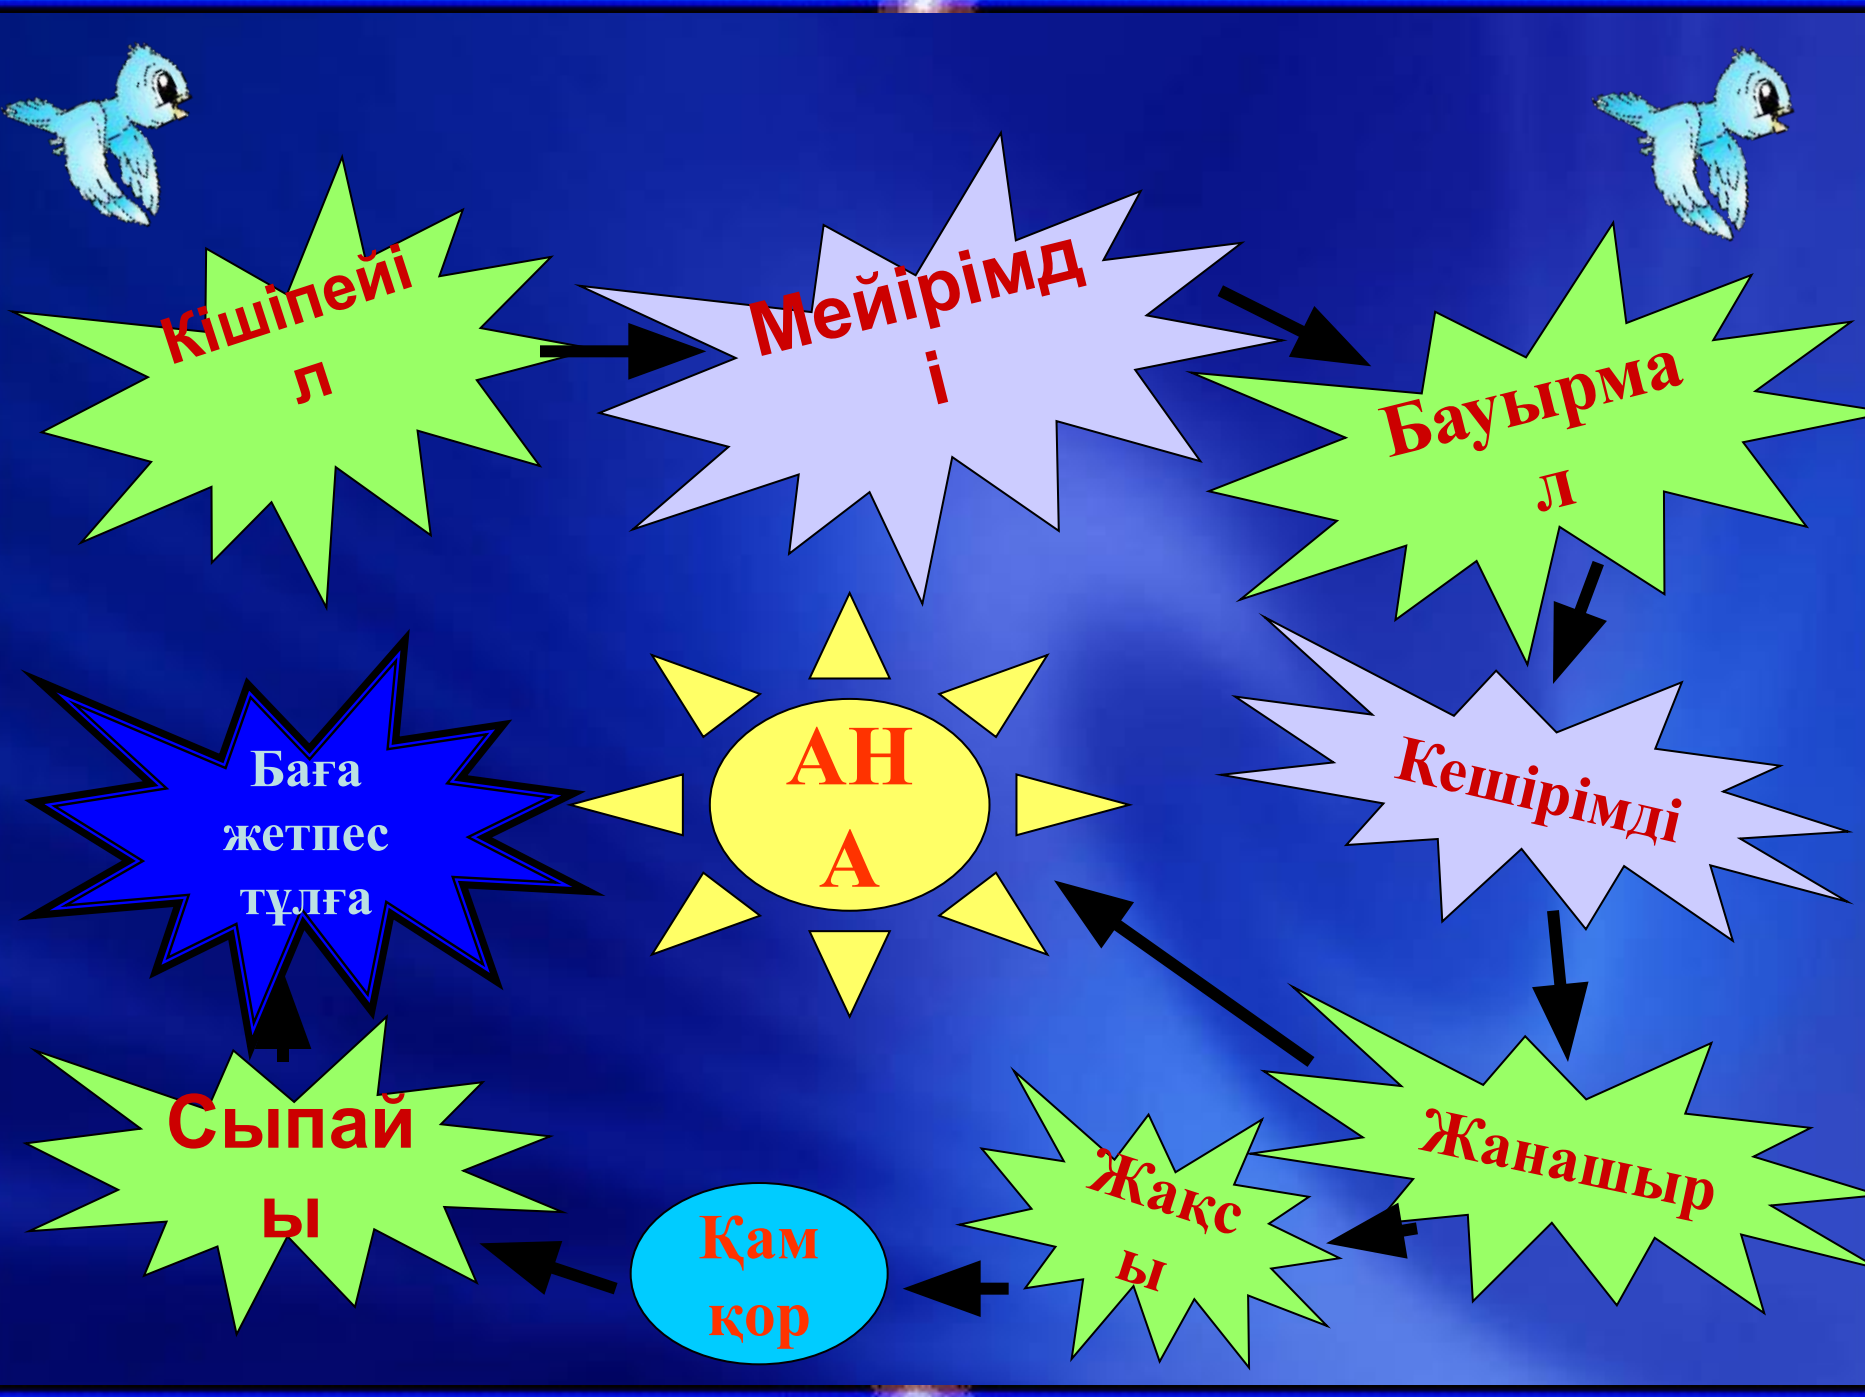 Кішіпейі
л
Мейірімд
і
Бауырма
л
Кешірімді
Жанашыр
Жақс
ы
Қам
қор
Сыпай
ы
Баға
жетпес
тұлға
АН
А